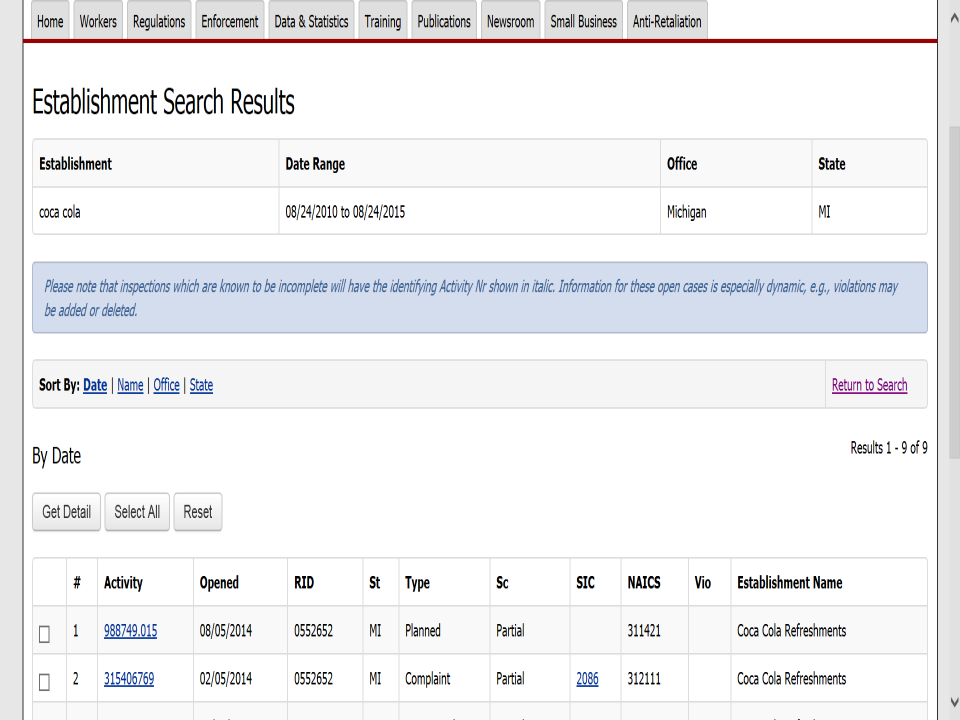 Home Workers Regulations Enforcement Data & Statistics Training Publications Newsroom Small Business Anti-Retaliation
Establishment Search Results
Establishment Date Range Office State
coca cola 08/24/2010 to 08/24/2015 Michigan MI
Please note that inspections which are known to be incomplete will have the identifying Activity Nr shown in italic. Information for these open cases is especially dynamic, e.g., violations may
be added or deleted.
Sort By: Date | Name | Office | State Return to Search
Results 1 - 9 of 9
By Date
Get Detail Select All Reset
# Activity Opened RID St Type Sc SIC NAICS Vio Establishment Name
1 988749.015 08/05/2014 0552652 MI Planned Partial 311421 Coca Cola Refreshments
2 315406769 02/05/2014 0552652 MI Complaint Partial 2086 312111 Coca Cola Refreshments